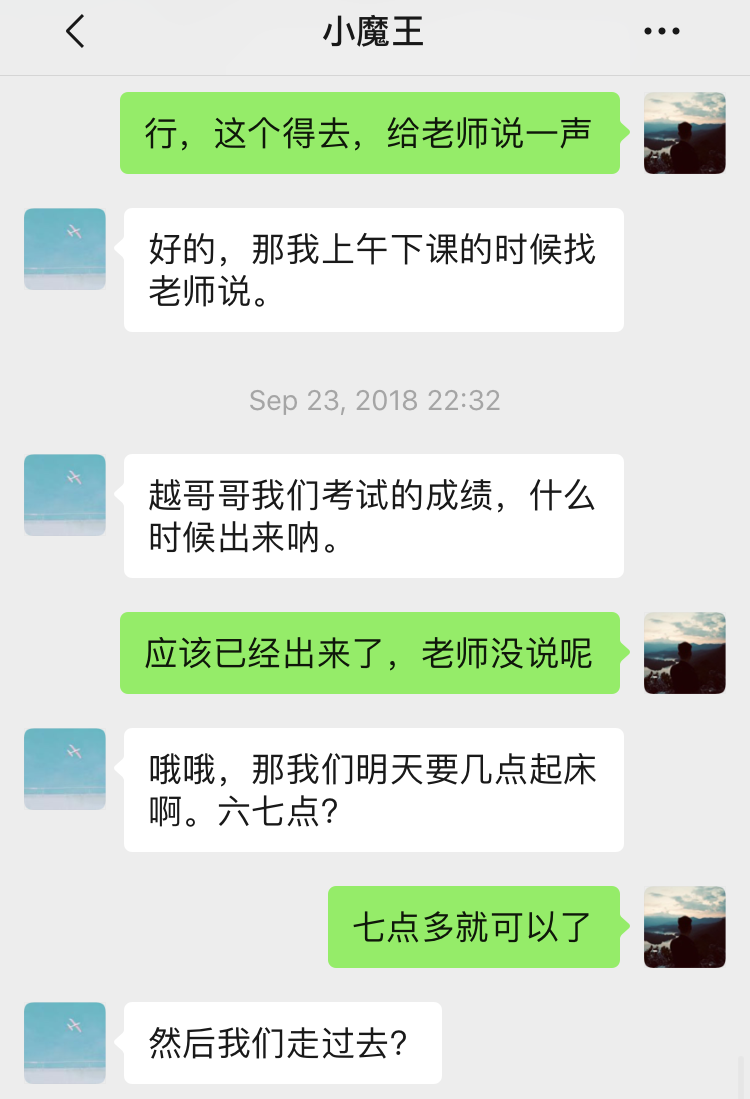 小魔王
行，这个得去，给老师说一声
好的，那我上午下课的时候找
老师说。
Sep 23, 2018 22:32
越哥哥我们考试的成绩，什么
时候出来呐。
应该已经出来了，老师没说呢
哦哦，那我们明天要几点起床
啊。六七点?
七点多就可以了
然后我们走过去?